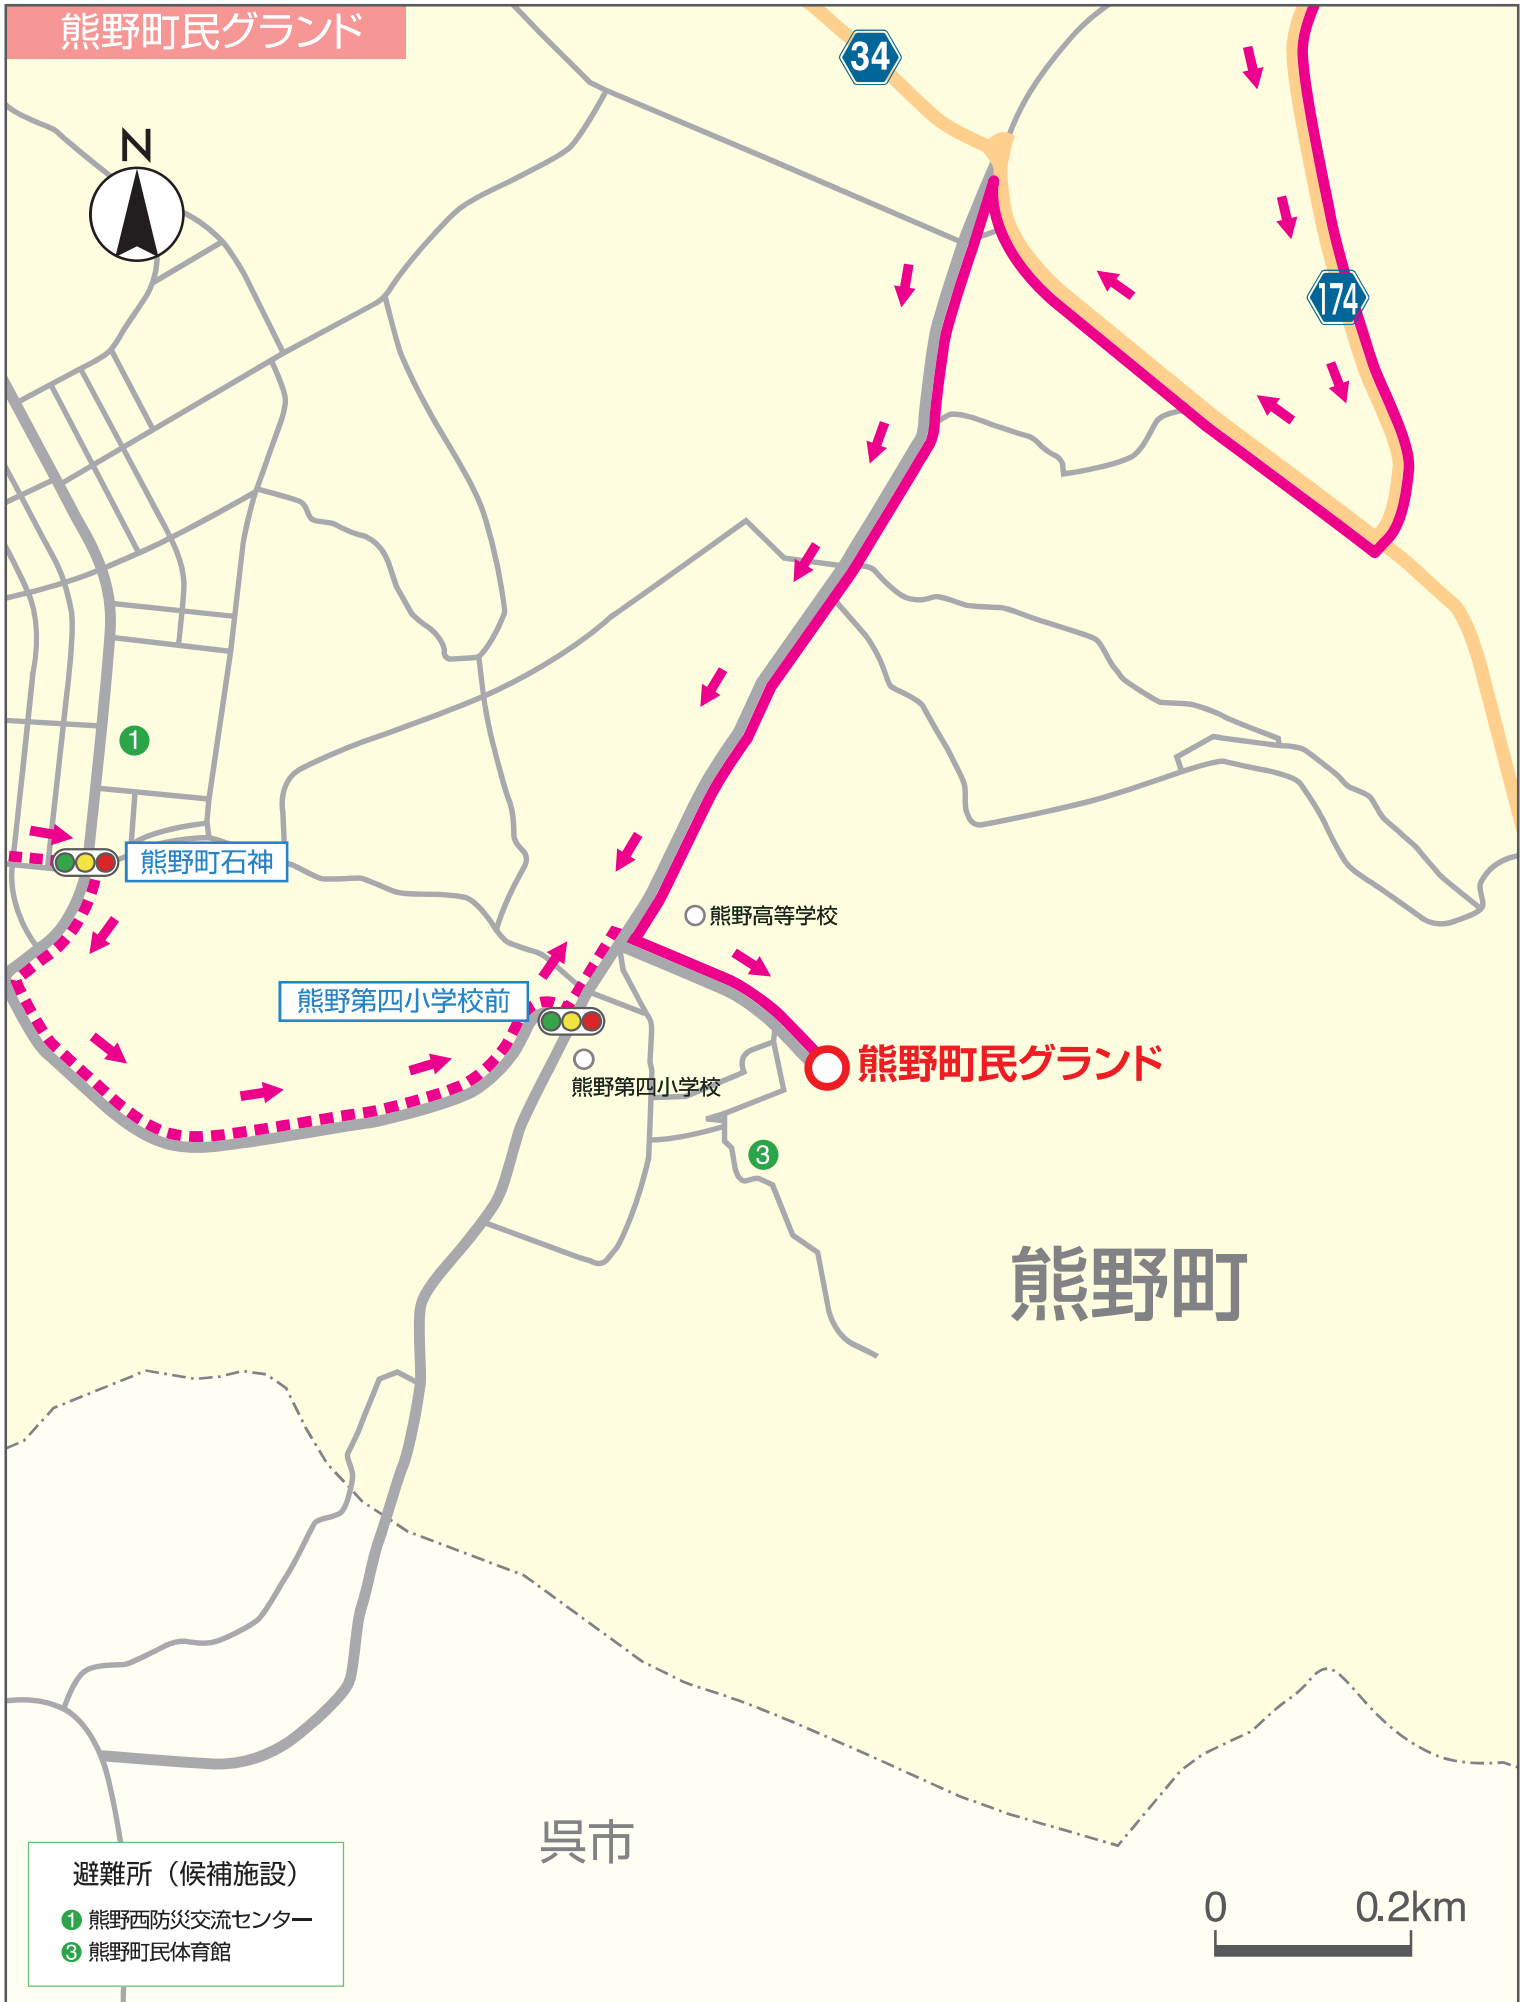 熊野町民グランド
34
N
174
1
熊野町石神
熊野高等学校
熊野第四小学校前
熊野町民グランド
熊野第四小学校
3
熊野町
呉市
避難所（候補施設）
1 熊野西防災交流センター
3 熊野町民体育館
0 0.2km